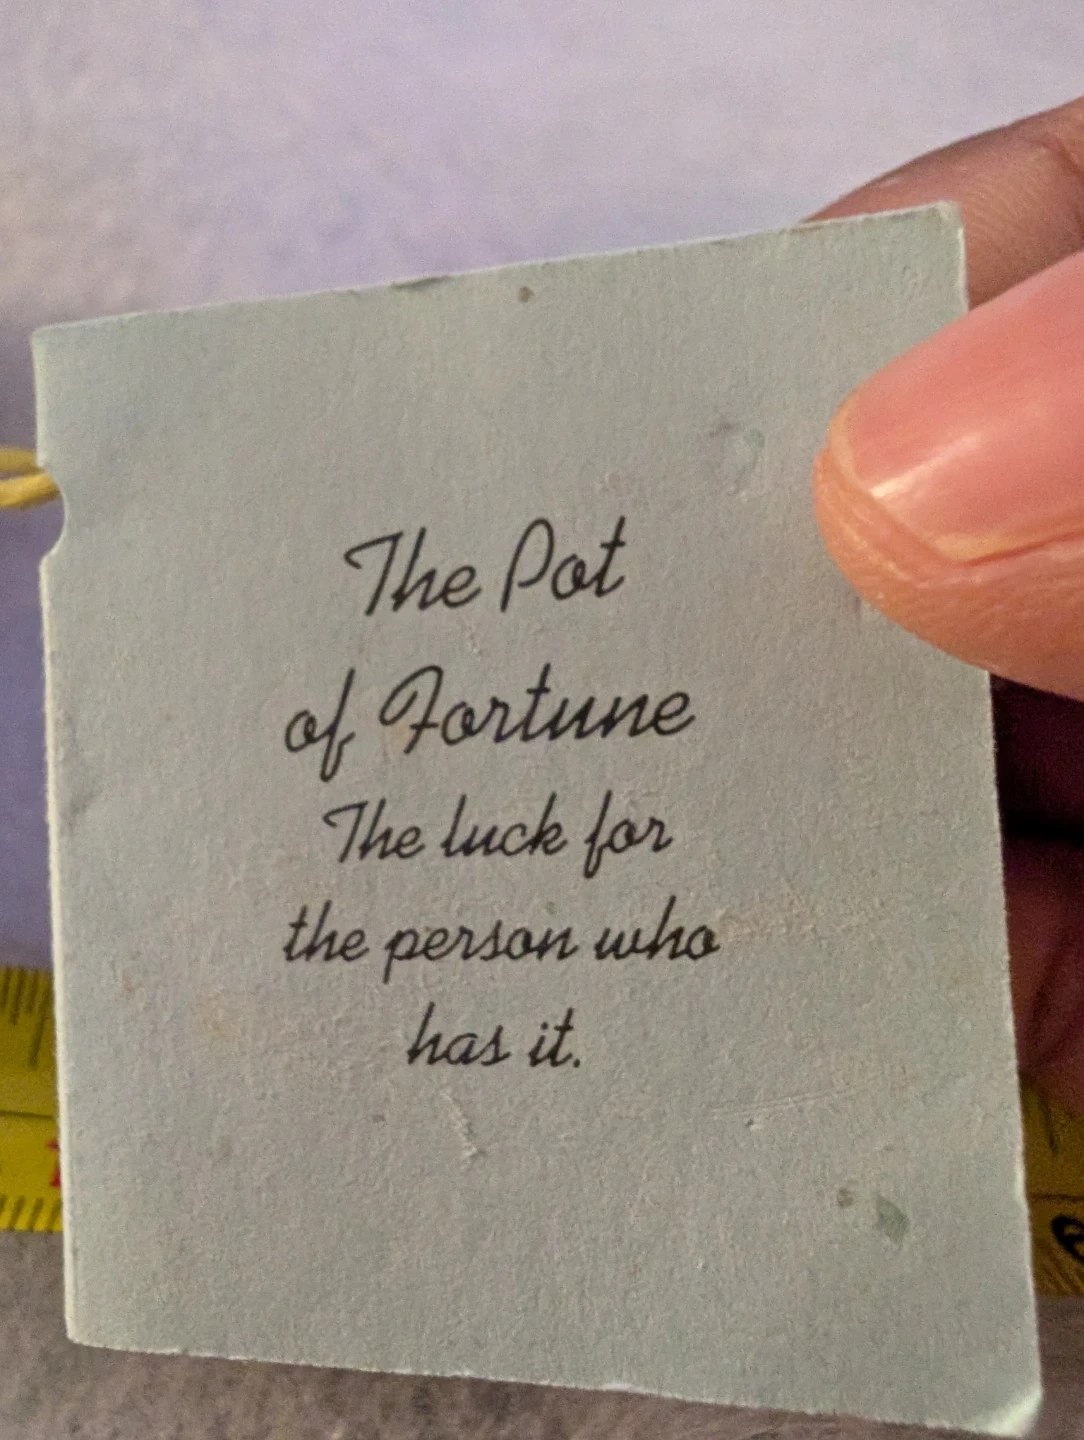 The Pot
of Fortune
The luck for
the person who
has it.